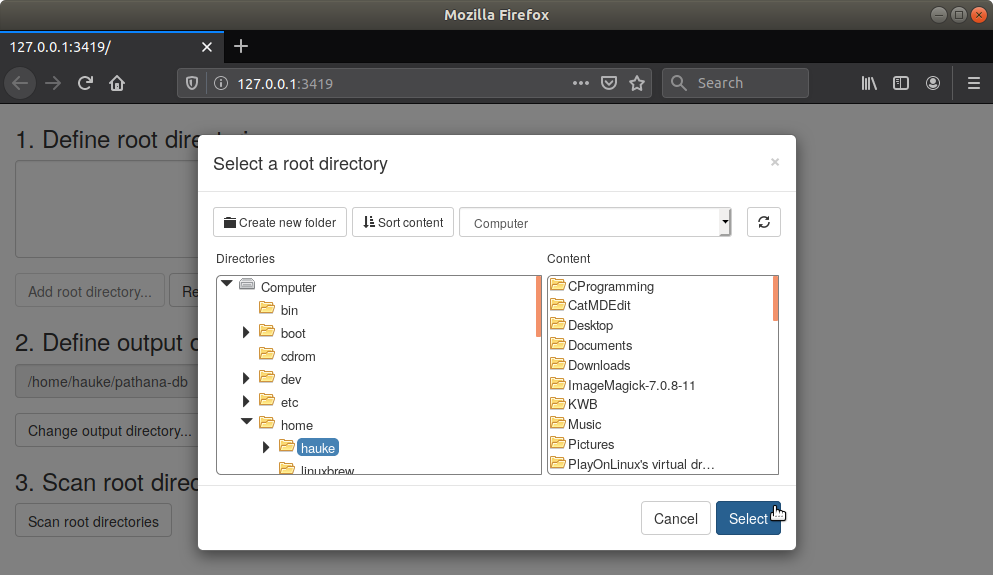 Mozilla Firefox
127.0.0.1:3419/
127.0.0.1:3419
Search
1. Define root
Add root directory...
Re
2. Define output
/home/hauke/pathana-db
Change output directory...
3. Scan root
Scan root directories
Select a root directory
Create new folder
Sort content
Computer
Directories
Content
Computer
bin
boot
cdrom
dev
etc
home
hauke
linuxbrew
CProgramming
CatMDEdit
Desktop
Documents
Downloads
ImageMagick-7.0.8-11
KWB
Music
Pictures
PlayOnLinux's virtual dr…
Cancel
Select